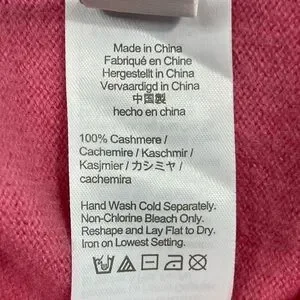 Made in China
Fabriqué en Chine
Hergestellt in China
Vervaardigd in China
中国製
hecho en china
100% Cashmere /
Cachemire / Kaschmir /
Kasjmier / カシミヤ /
cachemira
Hand Wash Cold Separately.
Non-Chlorine Bleach Only.
Reshape and Lay Flat to Dry.
Iron on Lowest Setting.